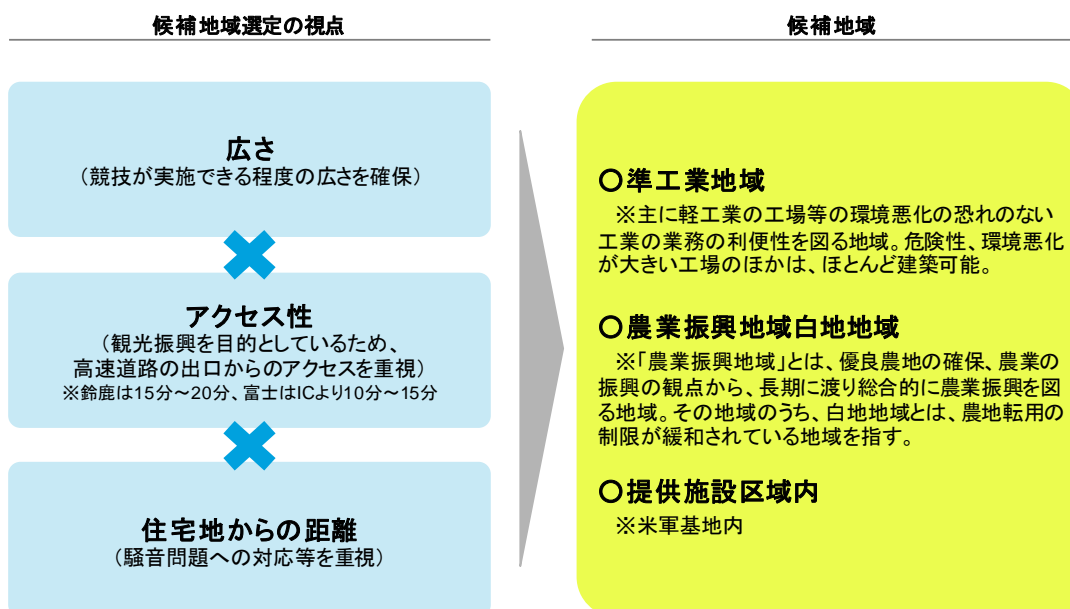 候補地域選定の視点
候補地域
広さ
（競技が実施できる程度の広さを確保）
アクセス性
（観光振興を目的としているため、
高速道路の出口からのアクセスを重視）
※鈴鹿は15分～20分、富士はICより10分～15分
住宅地からの距離
（騒音問題への対応等を重視）
○準工業地域
※主に軽工業の工場等の環境悪化の恐れのない
工業の業務の利便性を図る地域。危険性、環境悪化
が大きい工場のほかは、ほとんど建築可能。
○農業振興地域白地地域
※「農業振興地域」とは、優良農地の確保、農業の
振興の観点から、長期に渡り総合的に農業振興を図
る地域。その地域のうち、白地地域とは、農地転用の
制限が緩和されている地域を指す。
○提供施設区域内
※米軍基地内